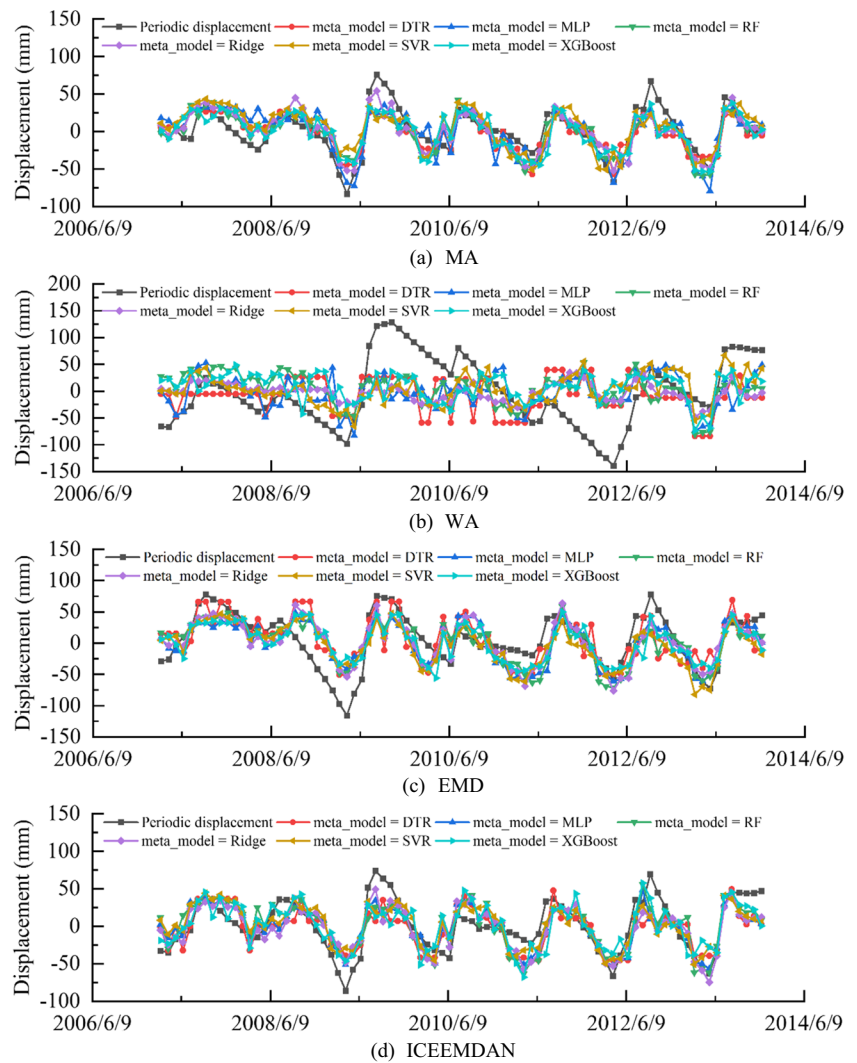 150
Periodic displacement meta_model = DTR meta_model = MLP meta_model = RF
meta_model = Ridge meta_model = SVR meta_model = XGBoost
100
50
0
-50
-100
Displacement (mm)
2006/6/9 2008/6/9 2010/6/9 2012/6/9 2014/6/9
(a) MA
200
Periodic displacement meta_model = DTR meta_model = MLP meta_model = RF
meta_model = Ridge meta_model = SVR meta_model = XGBoost
150
100
50
0
-50
-100
-150
Displacement (mm)
2006/6/9 2008/6/9 2010/6/9 2012/6/9 2014/6/9
(b) WA
150
Periodic displacement meta_model = DTR meta_model = MLP meta_model = RF
meta_model = Ridge meta_model = SVR meta_model = XGBoost
100
50
0
-50
-100
-150
Displacement (mm)
2006/6/9 2008/6/9 2010/6/9 2012/6/9 2014/6/9
(c) EMD
150
Periodic displacement meta_model = DTR meta_model = MLP meta_model = RF
meta_model = Ridge meta_model = SVR meta_model = XGBoost
100
50
0
-50
-100
Displacement (mm)
2006/6/9 2008/6/9 2010/6/9 2012/6/9 2014/6/9
(d) ICEEMDAN